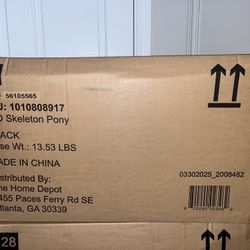 56105565
U: 1010808917
D Skeleton Pony
ACK
se Wt: 13.53 LBS
ADE IN CHINA
istributed By:
he Home Depot
455 Paces Ferry Rd SE
tlanta, GA 30339
03302025_2008482
28